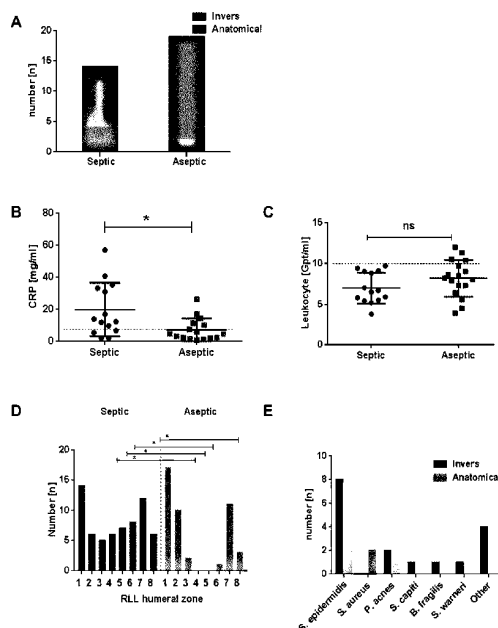 A
Invers
Anatomical
number [n]
20
15
10
5
0
Septic
Aseptic
B
CRP [mg/ml]
80
60
40
20
0
*
Septic
Aseptic
C
Leukocyte [Gpt/ml]
15
10
5
0
ns
Septic
Aseptic
D
Septic
Aseptic
*
*
*
*
Number [n]
20
15
10
5
0
1 2 3 4 5 6 7 8 1 2 3 4 5 6 7 8
RLL humeral zone
E
Invers
Anatomical
number [n]
10
8
6
4
2
0
S. epidermidis
S. aureus
P. acnes
S. capiti
B. fragilis
S. warneri
Other